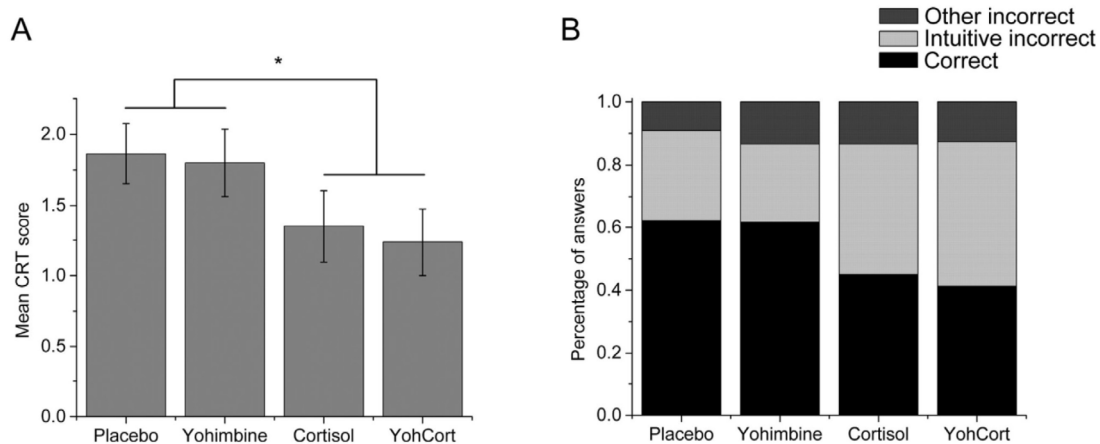 A
*
Mean CRT score
2.0
1.5
1.0
0.5
0.0
Placebo Yohimbine Cortisol YohCort
B
Other incorrect
Intuitive incorrect
Correct
Percentage of answers
1.0
0.8
0.6
0.4
0.2
0.0
Placebo Yohimbine Cortisol YohCort